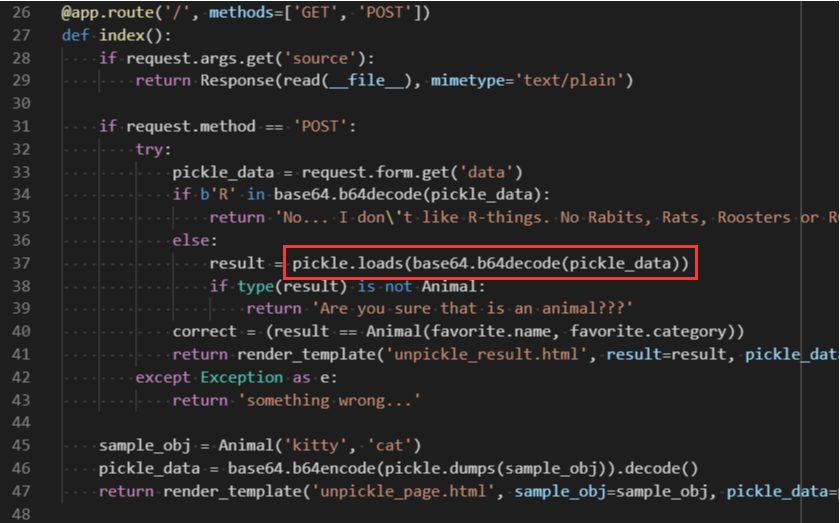 26 @app.route('/', methods=['GET', 'POST'])
27 def index():
28 if request.args.get('source'):
29 return Response(read(__file__), mimetype='text/plain')
30
31 if request.method == 'POST':
32 try:
33 pickle_data = request.form.get('data')
34 if b'R' in base64.b64decode(pickle_data):
35 return 'No... I don\'t like R-things. No Rabits, Rats, Roosters or
36 else:
37 result = pickle.loads(base64.b64decode(pickle_data))
38 if type(result) is not Animal:
39 return 'Are you sure that is an animal???'
40 correct = (result == Animal(favorite.name, favorite.category))
41 return render_template('unpickle_result.html', result=result, pickle_dat
42 except Exception as e:
43 return 'something wrong...'
44
45 sample_obj = Animal('kitty', 'cat')
46 pickle_data = base64.b64encode(pickle.dumps(sample_obj)).decode()
47 return render_template('unpickle_page.html', sample_obj=sample_obj, pickle_data=
48